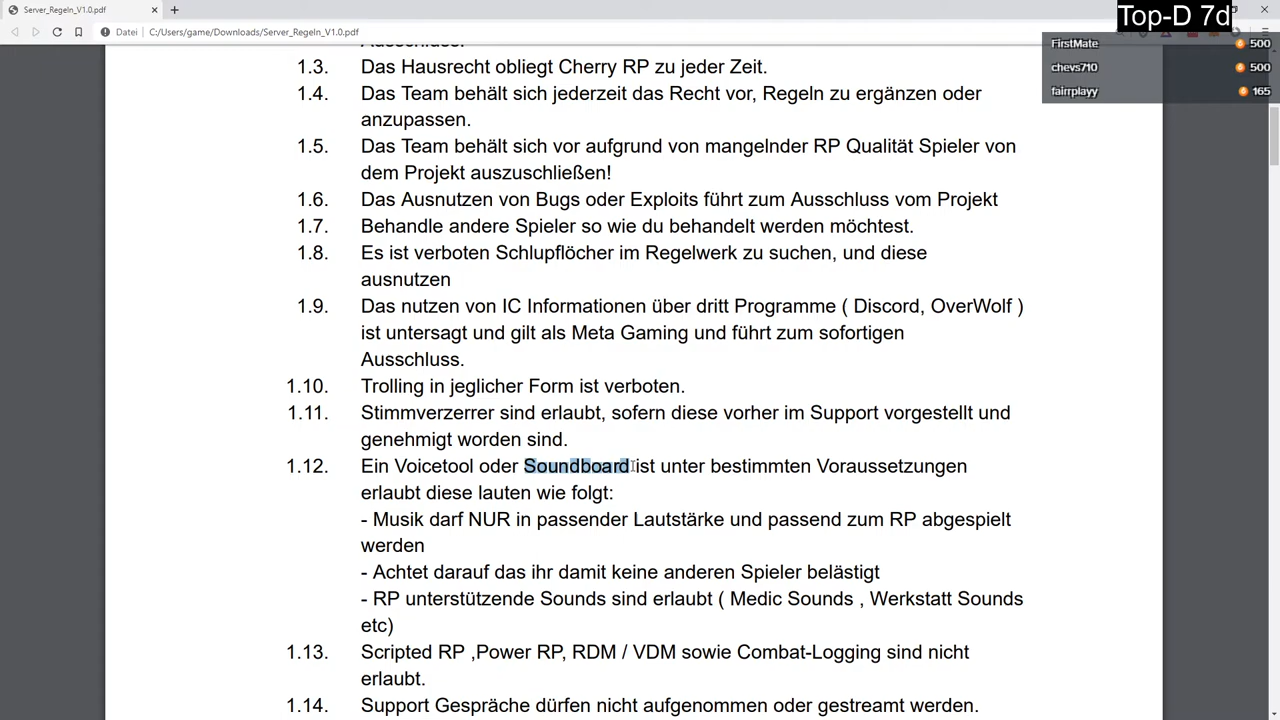 Server_Regeln_V1.0.pdf
Top-D 7d
Datei C:/Users/game/Downloads/Server_Regeln_V1.0.pdf
FirstMate 500
chevs710 500
fairrplayy 165
1.3. Das Hausrecht obliegt Cherry RP zu jeder Zeit.
1.4. Das Team behält sich jederzeit das Recht vor, Regeln zu ergänzen oder
anzupassen.
1.5. Das Team behält sich vor aufgrund von mangelnder RP Qualität Spieler von
dem Projekt auszuschließen!
1.6. Das Ausnutzen von Bugs oder Exploits führt zum Ausschluss vom Projekt
1.7. Behandle andere Spieler so wie du behandelt werden möchtest.
1.8. Es ist verboten Schlupflöcher im Regelwerk zu suchen, und diese
ausnutzen
1.9. Das nutzen von IC Informationen über dritt Programme ( Discord, OverWolf )
ist untersagt und gilt als Meta Gaming und führt zum sofortigen
Ausschluss.
1.10. Trolling in jeglicher Form ist verboten.
1.11. Stimmverzerrer sind erlaubt, sofern diese vorher im Support vorgestellt und
genehmigt worden sind.
1.12. Ein Voicetool oder Soundboard ist unter bestimmten Voraussetzungen
erlaubt diese lauten wie folgt:
- Musik darf NUR in passender Lautstärke und passend zum RP abgespielt
werden
- Achtet darauf das ihr damit keine anderen Spieler belästigt
- RP unterstützende Sounds sind erlaubt ( Medic Sounds , Werkstatt Sounds
etc)
1.13. Scripted RP ,Power RP, RDM / VDM sowie Combat-Logging sind nicht
erlaubt.
1.14. Support Gespräche dürfen nicht aufgenommen oder gestreamt werden.